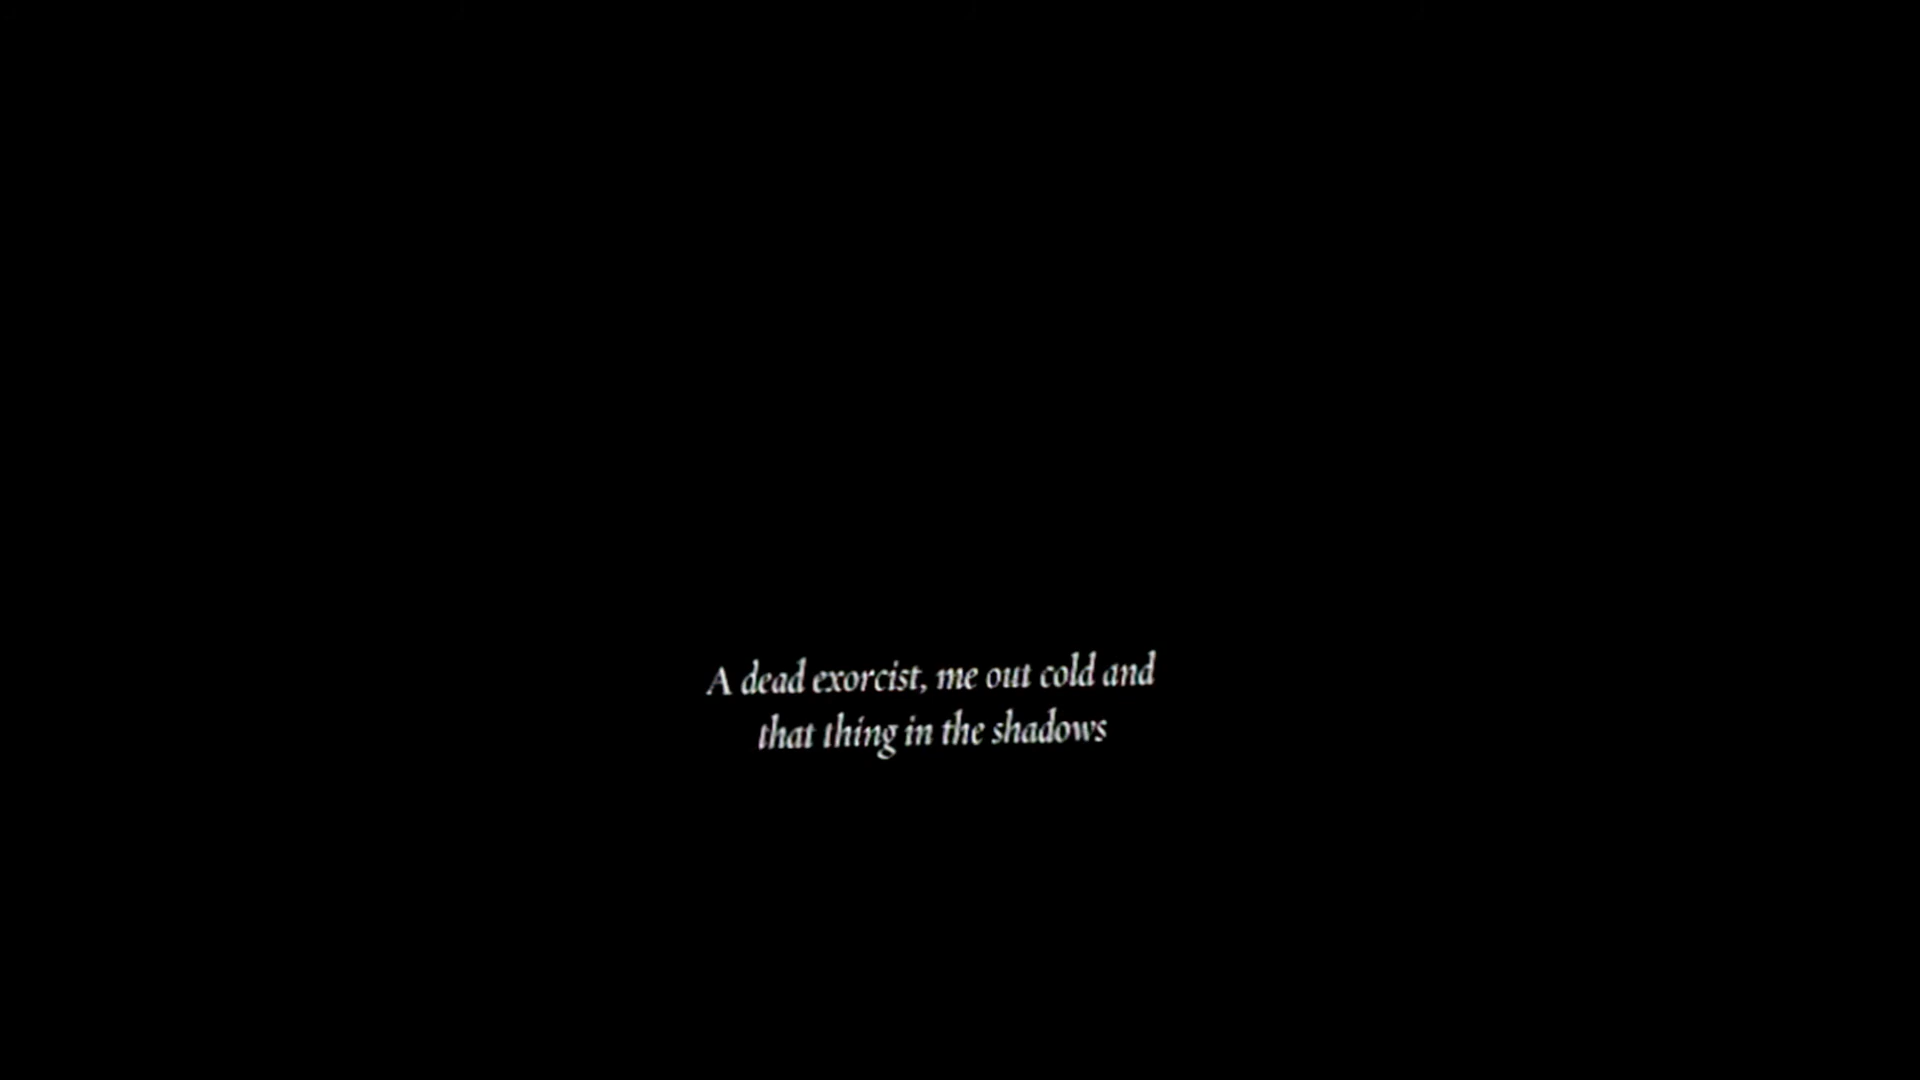 A dead exorcist, me out cold and
that thing in the shadows